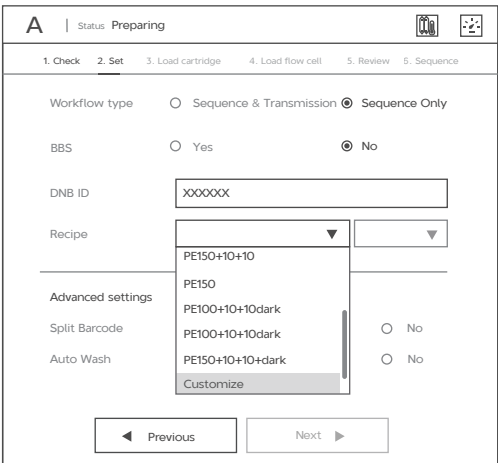 A | Status Preparing
1. Check 2. Set 3. Load cartridge 4. Load flow cell 5. Review 6. Sequence
Workflow type Sequence & Transmission Sequence Only
BBS Yes No
DNB ID XXXXXX
Recipe
PE150+10+10
PE150
Advanced settings
PE100+10+10dark
Split Barcode PE100+10+10dark No
Auto Wash PE150+10+10+dark No
Customize
Previous Next